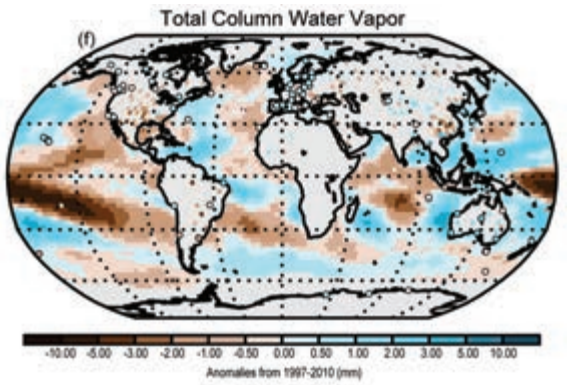 Total Column Water Vapor
(f)
-10.00 -5.00 -3.00 -2.00 -1.00 -0.50 0.00 0.50 1.00 2.00 3.00 5.00 10.00
Anomalies from 1997-2010 (mm)